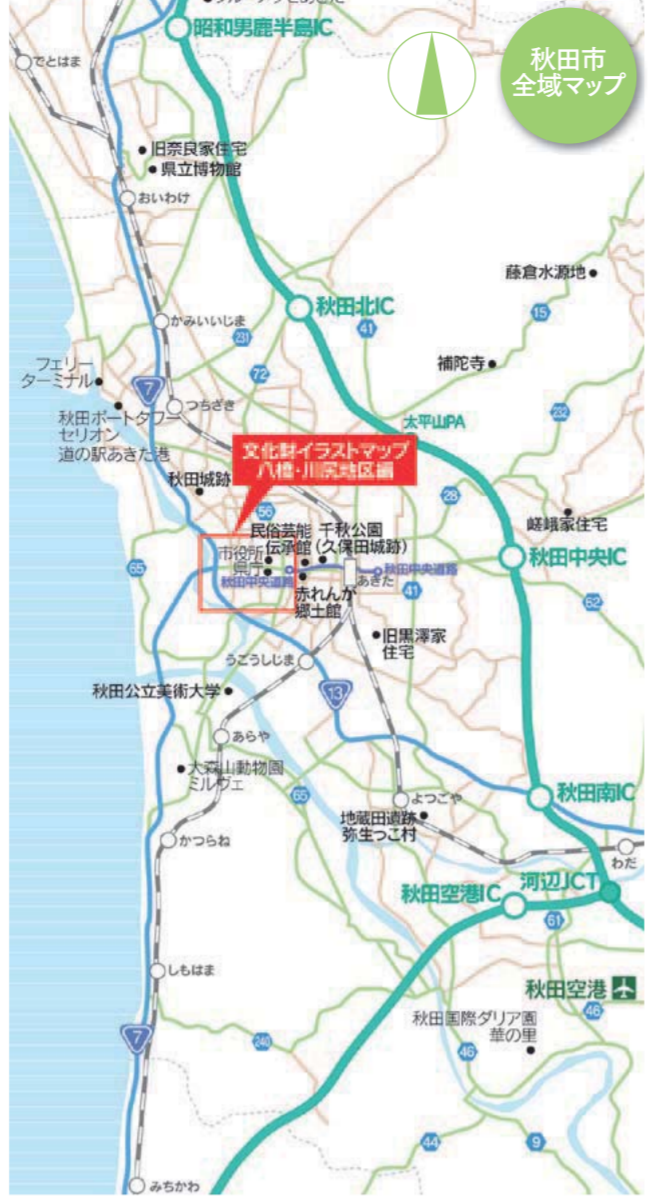 昭和男鹿半島IC
秋田市
全域マップ
でとはま
旧奈良家住宅
県立博物館
おいわけ
藤倉水源地
秋田北IC
15
かみいいじま
41
231
フェリー
ターミナル
補陀寺
72
7
つちざき
232
秋田ポートタワー
セリオン
道の駅あきた港
太平山PA
文化財イラストマップ
八橋・川尻地区編
秋田城跡
28
56
嵯峨家住宅
民俗芸能
伝承館
千秋公園
(久保田城跡)
市役所
県庁
秋田中央IC
65
秋田中央道路
秋田中央道路
あきた
41
62
赤れんが
郷土館
旧黒澤家
住宅
うごうしじま
秋田公立美術大学
13
あらや
大森山動物園
ミルヴェ
65
よつごや
秋田南IC
地蔵田遺跡
弥生っこ村
かつらね
わだ
秋田空港IC
河辺JCT
61
しもはま
秋田空港
46
秋田国際ダリア園
華の里
7
240
46
44
9
みちかわ